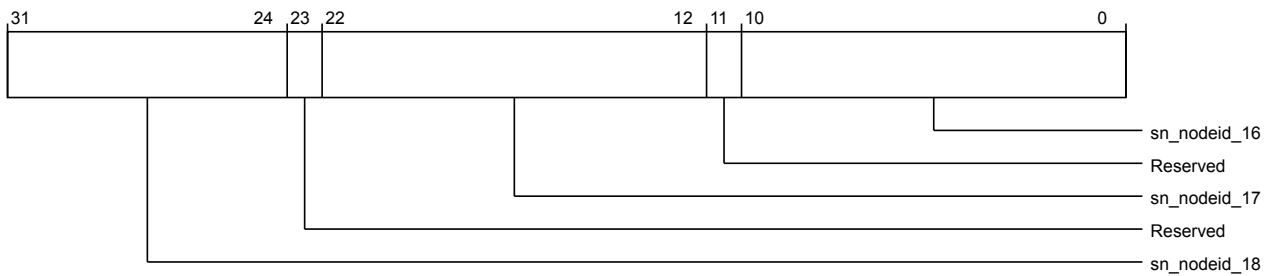 31 24 23 22 12 11 10 0
sn_nodeid_16
Reserved
sn_nodeid_17
Reserved
sn_nodeid_18